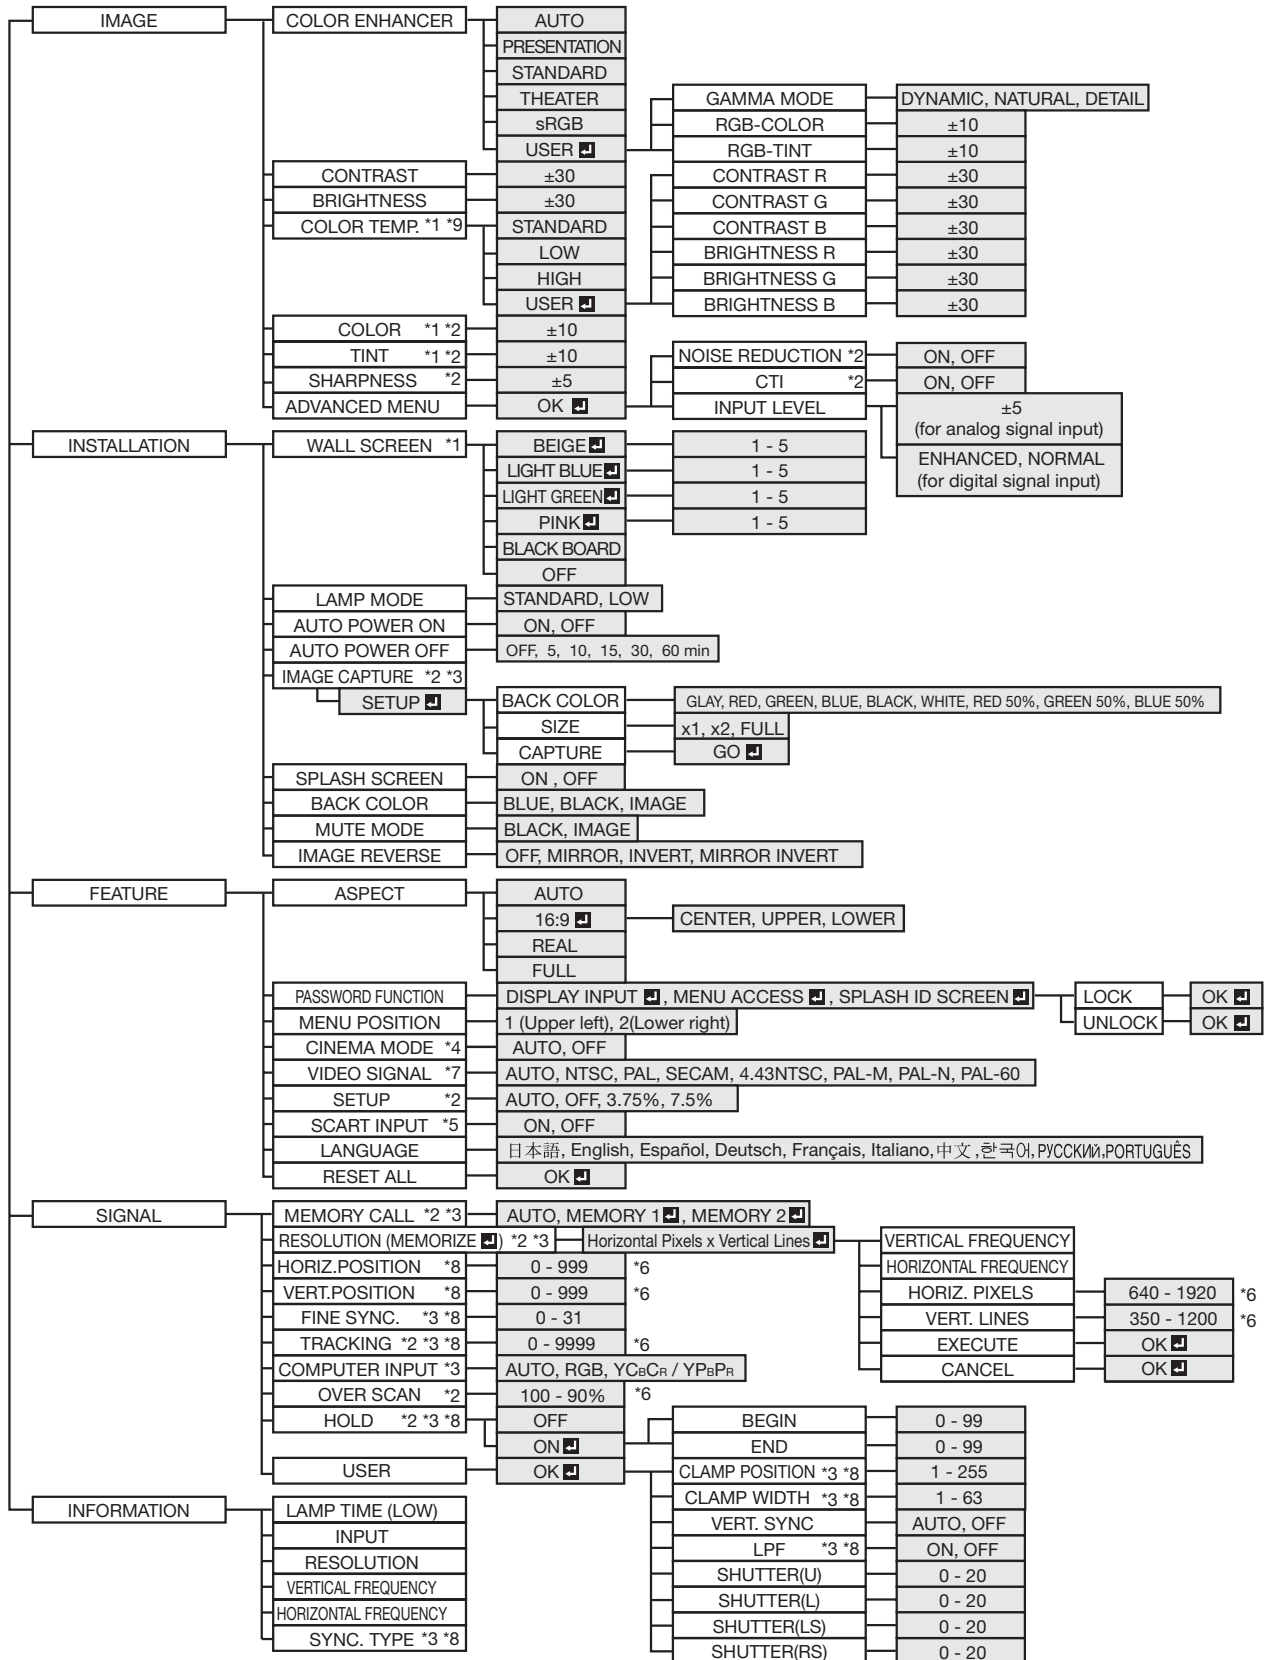 IMAGE COLOR ENHANCER AUTO
PRESENTATION
STANDARD
THEATER GAMMA MODE DYNAMIC, NATURAL, DETAIL
sRGB RGB-COLOR ±10
USER RGB-TINT ±10
CONTRAST ±30 CONTRAST R ±30
BRIGHTNESS ±30 CONTRAST G ±30
COLOR TEMP. *1 *9 STANDARD CONTRAST B ±30
LOW BRIGHTNESS R ±30
HIGH BRIGHTNESS G ±30
USER BRIGHTNESS B ±30
COLOR *1 *2 ±10
TINT *1 *2 ±10 NOISE REDUCTION *2 ON, OFF
SHARPNESS *2 ±5 CTI *2 ON, OFF
ADVANCED MENU OK INPUT LEVEL ±5
(for analog signal input)
ENHANCED, NORMAL
(for digital signal input)
INSTALLATION WALL SCREEN *1 BEIGE 1 - 5
LIGHT BLUE 1 - 5
LIGHT GREEN 1 - 5
PINK 1 - 5
BLACK BOARD
OFF
LAMP MODE STANDARD, LOW
AUTO POWER ON ON, OFF
AUTO POWER OFF OFF, 5, 10, 15, 30, 60 min
IMAGE CAPTURE *2 *3
SETUP BACK COLOR GLAY, RED, GREEN, BLUE, BLACK, WHITE, RED 50%, GREEN 50%, BLUE 50%
SIZE x1, x2, FULL
CAPTURE GO
SPLASH SCREEN ON , OFF
BACK COLOR BLUE, BLACK, IMAGE
MUTE MODE BLACK, IMAGE
IMAGE REVERSE OFF, MIRROR, INVERT, MIRROR INVERT
FEATURE ASPECT AUTO
16:9 CENTER, UPPER, LOWER
REAL
FULL
PASSWORD FUNCTION DISPLAY INPUT , MENU ACCESS , SPLASH ID SCREEN LOCK OK
MENU POSITION 1 (Upper left), 2(Lower right) UNLOCK OK
CINEMA MODE *4 AUTO, OFF
VIDEO SIGNAL *7 AUTO, NTSC, PAL, SECAM, 4.43NTSC, PAL-M, PAL-N, PAL-60
SETUP *2 AUTO, OFF, 3.75%, 7.5%
SCART INPUT *5 ON, OFF
LANGUAGE 日本語, English, Español, Deutsch, Français, Italiano, 中文 ,한국어, РУССКИЙ,PORTUGUÊS
RESET ALL OK
SIGNAL MEMORY CALL *2 *3 AUTO, MEMORY 1 , MEMORY 2
RESOLUTION (MEMORIZE ) *2 *3 Horizontal Pixels x Vertical Lines VERTICAL FREQUENCY
HORIZ.POSITION *8 0 - 999 *6 HORIZONTAL FREQUENCY
VERT.POSITION *8 0 - 999 *6 HORIZ. PIXELS 640 - 1920 *6
FINE SYNC. *3 *8 0 - 31 VERT. LINES 350 - 1200 *6
TRACKING *2 *3 *8 0 - 9999 *6 EXECUTE OK
COMPUTER INPUT *3 AUTO, RGB, YCBCR / YPBPR CANCEL OK
OVER SCAN *2 100 - 90% *6
HOLD *2 *3 *8 OFF BEGIN 0 - 99
ON END 0 - 99
USER OK CLAMP POSITION *3 *8 1 - 255
CLAMP WIDTH *3 *8 1 - 63
INFORMATION LAMP TIME (LOW) VERT. SYNC AUTO, OFF
INPUT LPF *3 *8 ON, OFF
RESOLUTION SHUTTER(U) 0 - 20
VERTICAL FREQUENCY SHUTTER(L) 0 - 20
HORIZONTAL FREQUENCY SHUTTER(LS) 0 - 20
SYNC. TYPE *3 *8 SHUTTER(RS) 0 - 20